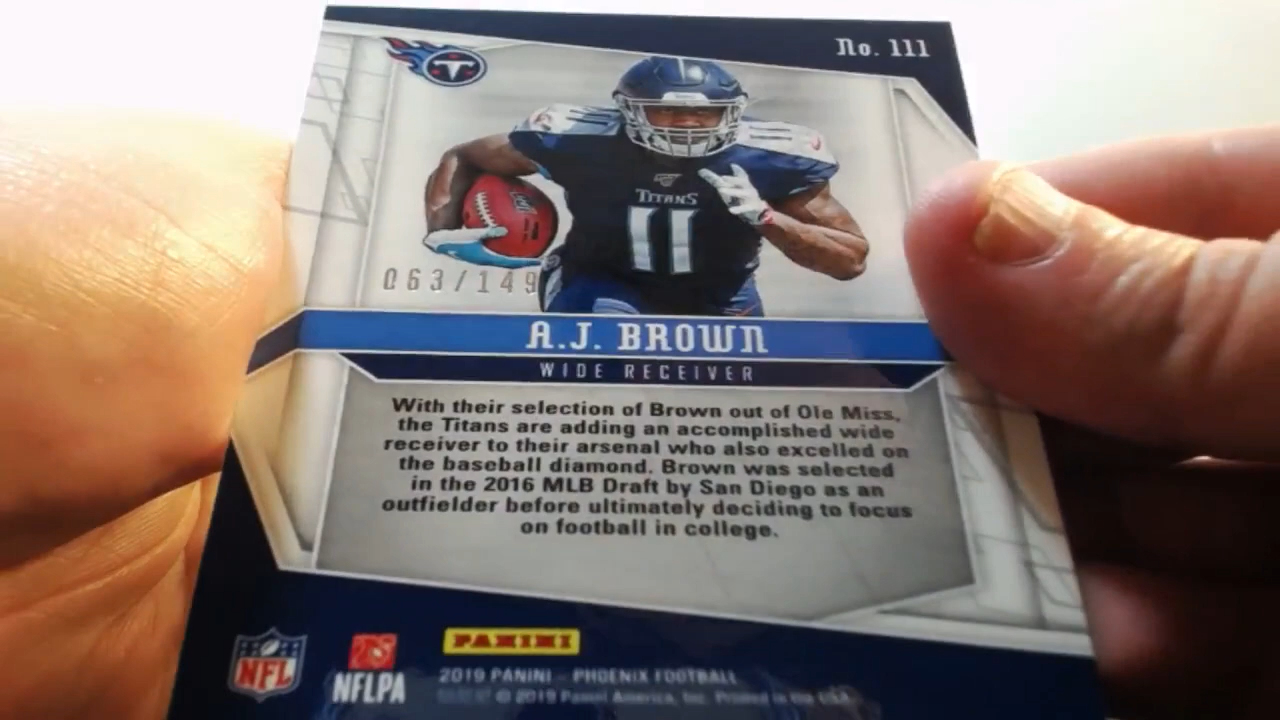 No. 111
TITANS
11
063/149
A.J. BROWN
WIDE RECEIVER
With their selection of Brown out of Ole Miss,
the Titans are adding an accomplished wide
receiver to their arsenal who also excelled on
the baseball diamond. Brown was selected
in the 2016 MLB Draft by San Diego as an
outfielder before ultimately deciding to focus
on football in college.
NFL
NFLPA
PANINI
2019 PANINI – PHOENIX FOOTBALL
© 2019 Panini America, Inc. Printed in the USA